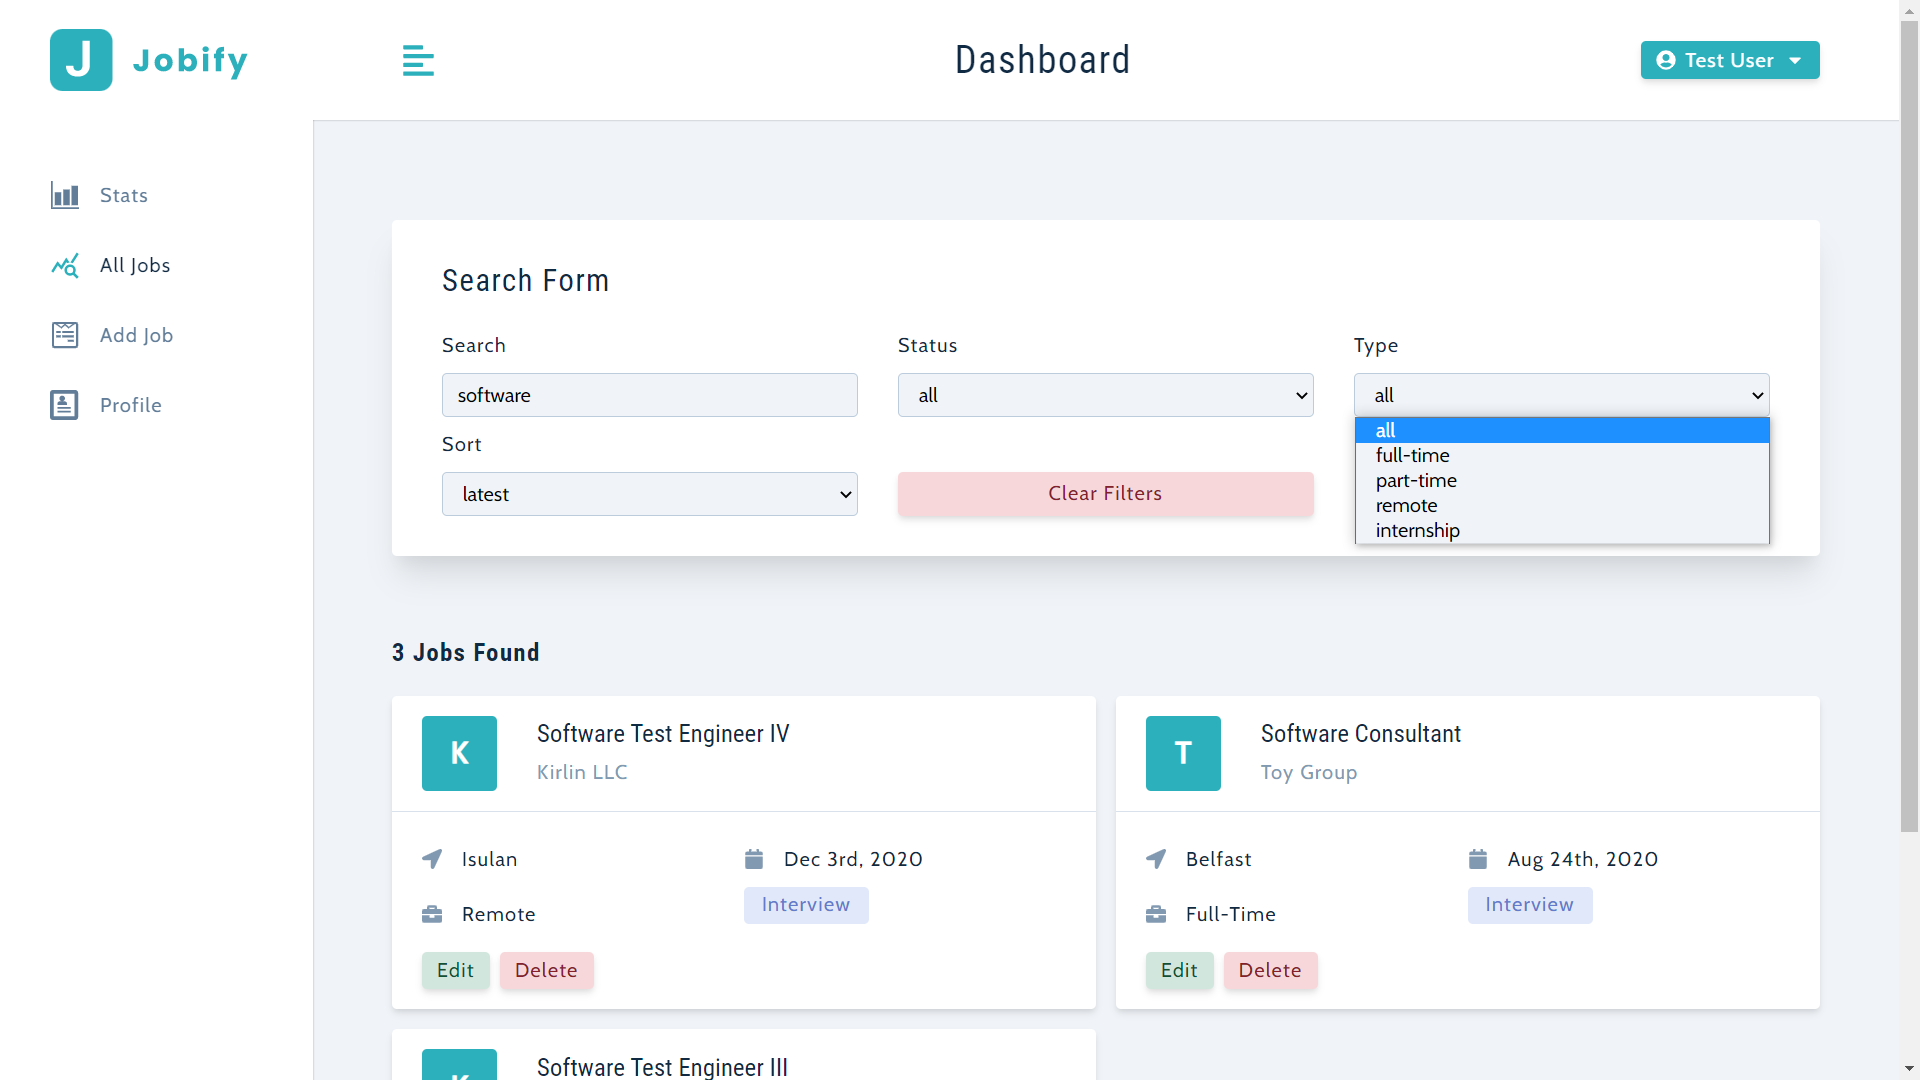 J Jobify
Dashboard
Test User
Stats
All Jobs
Add Job
Profile
Search Form
Search
Status
Type
software
all
all
all
full-time
part-time
remote
internship
Sort
latest
Clear Filters
3 Jobs Found
K
Software Test Engineer IV
Kirlin LLC
Isulan
Dec 3rd, 2020
Remote
Interview
Edit
Delete
T
Software Consultant
Toy Group
Belfast
Aug 24th, 2020
Full-Time
Interview
Edit
Delete
K
Software Test Engineer III